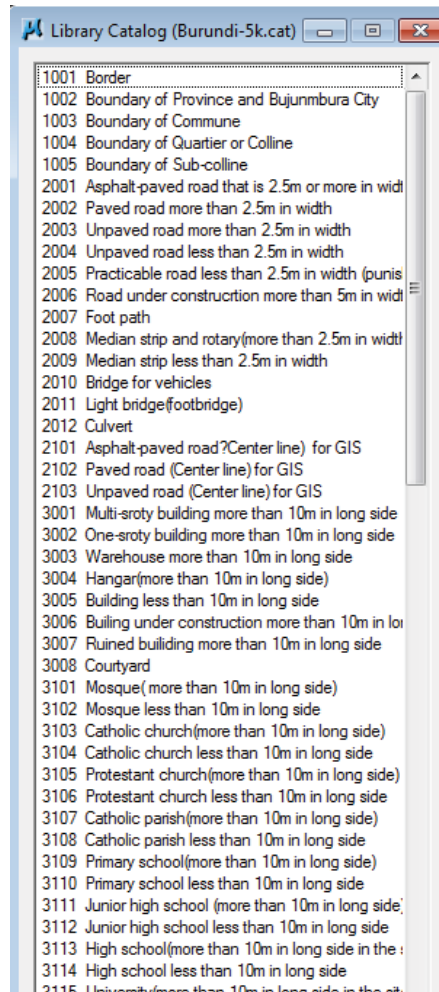 Library Catalog (Burundi-5k.cat)
1001 Border
1002 Boundary of Province and Bujunmbura City
1003 Boundary of Commune
1004 Boundary of Quartier or Colline
1005 Boundary of Sub-colline
2001 Asphalt-paved road that is 2.5m or more in widt
2002 Paved road more than 2.5m in width
2003 Unpaved road more than 2.5m in width
2004 Unpaved road less than 2.5m in width
2005 Practicable road less than 2.5m in width (punis
2006 Road under construcrtion more than 5m in widt
2007 Foot path
2008 Median strip and rotary(more than 2.5m in widtl
2009 Median strip less than 2.5m in width
2010 Bridge for vehicles
2011 Light bridge(footbridge)
2012 Culvert
2101 Asphalt-paved road?Center line) for GIS
2102 Paved road (Center line) for GIS
2103 Unpaved road (Center line) for GIS
3001 Multi-sroty building more than 10m in long side
3002 One-sroty building more than 10m in long side
3003 Warehouse more than 10m in long side
3004 Hangar(more than 10m in long side)
3005 Building less than 10m in long side
3006 Builing under construction more than 10m in loi
3007 Ruined builiding more than 10m in long side
3008 Courtyard
3101 Mosque( more than 10m in long side)
3102 Mosque less than 10m in long side
3103 Catholic church(more than 10m in long side)
3104 Catholic church less than 10m in long side
3105 Protestant church(more than 10m in long side)
3106 Protestant church less than 10m in long side
3107 Catholic parish(more than 10m in long side)
3108 Catholic parish less than 10m in long side
3109 Primary school(more than 10m in long side)
3110 Primary school less than 10m in long side
3111 Junior high school (more than 10m in long side)
3112 Junior high school less than 10m in long side
3113 High school(more than 10m in long side in the
3114 High school less than 10m in long side
3115 University(more than 10m in long side in the cit